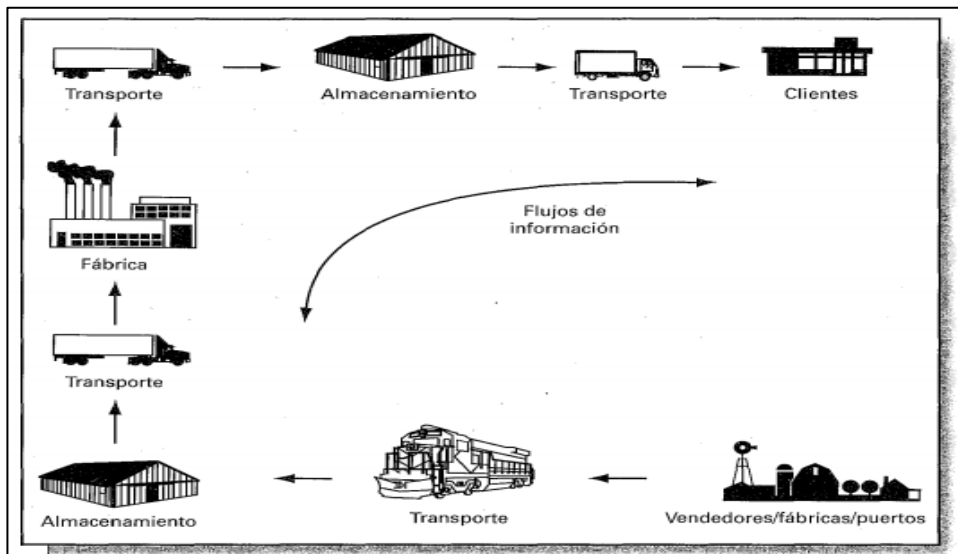 Transporte
Almacenamiento
Transporte
Clientes
Flujos de
información
Fábrica
Transporte
Almacenamiento
Transporte
Vendedores/fábricas/puertos